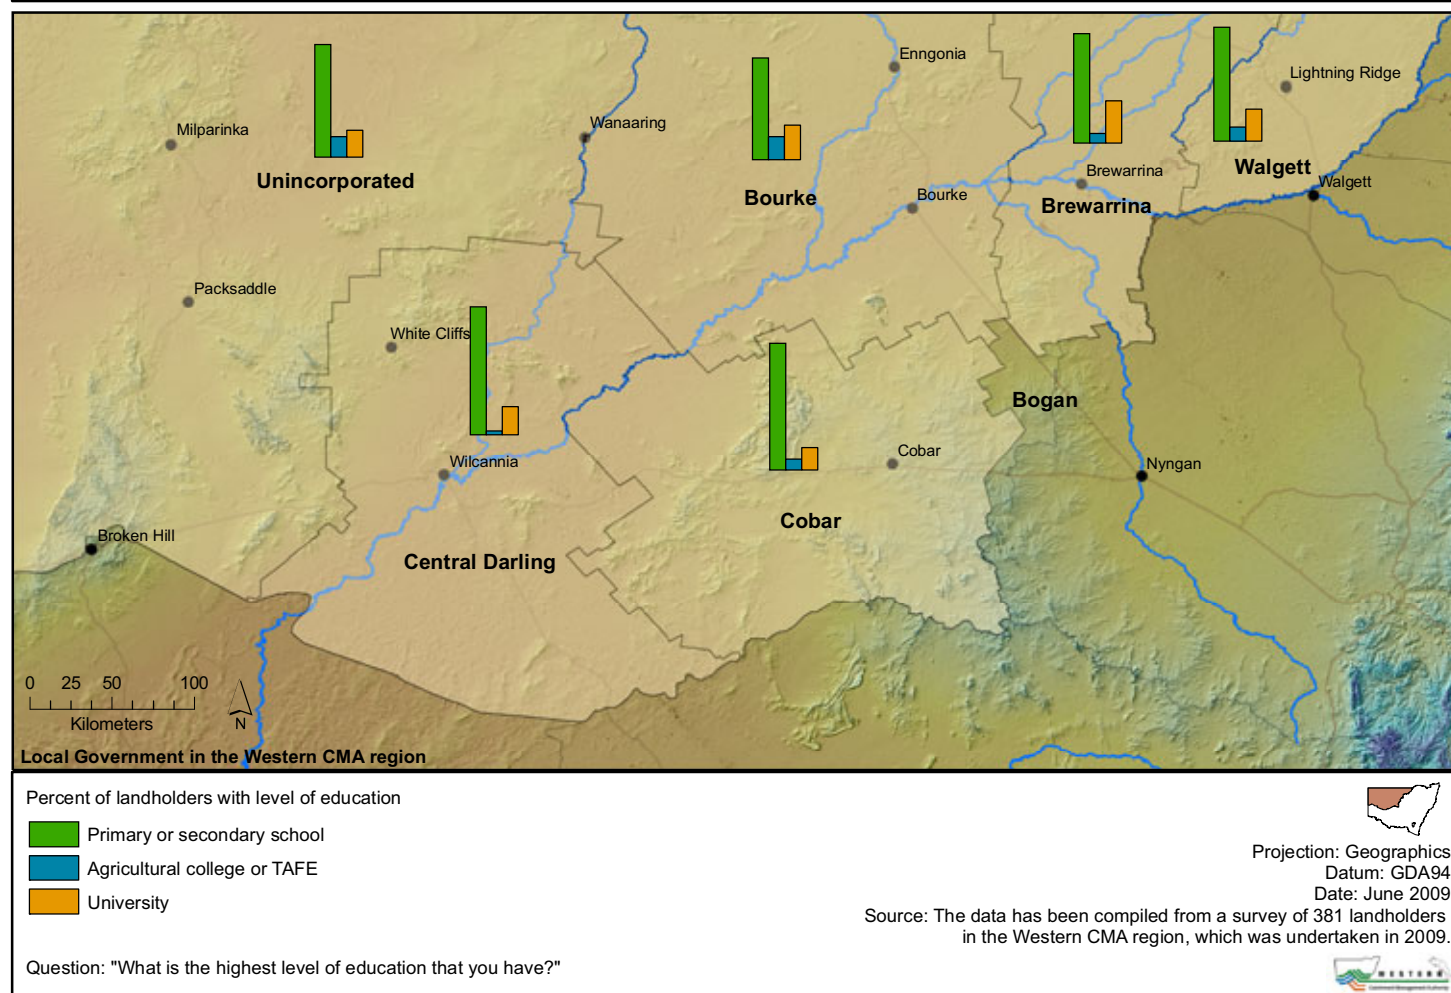 Enngonia
Lightning Ridge
Milparinka
Wanaaring
Unincorporated
Bourke
Bourke
Brewarrina
Brewarrina
Walgett
Walgett
Packsaddle
White Cliffs
Bogan
Wilcannia
Cobar
Nyngan
Cobar
Broken Hill
Central Darling
0 25 50 100
Kilometers
N
Local Government in the Western CMA region
Percent of landholders with level of education
Primary or secondary school
Agricultural college or TAFE
University
Projection: Geographics
Datum: GDA94
Date: June 2009
Source: The data has been compiled from a survey of 381 landholders
in the Western CMA region, which was undertaken in 2009.
Question: "What is the highest level of education that you have?"
WESTERN